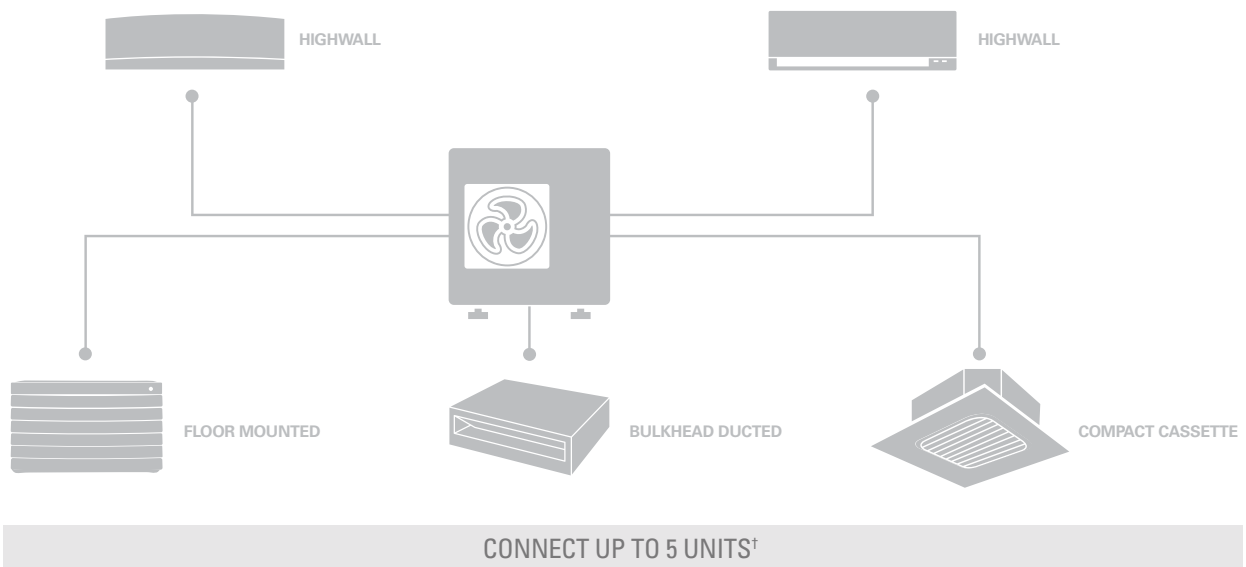 HIGHWALL
HIGHWALL
FLOOR MOUNTED
BULKHEAD DUCTED
COMPACT CASSETTE
CONNECT UP TO 5 UNITS†